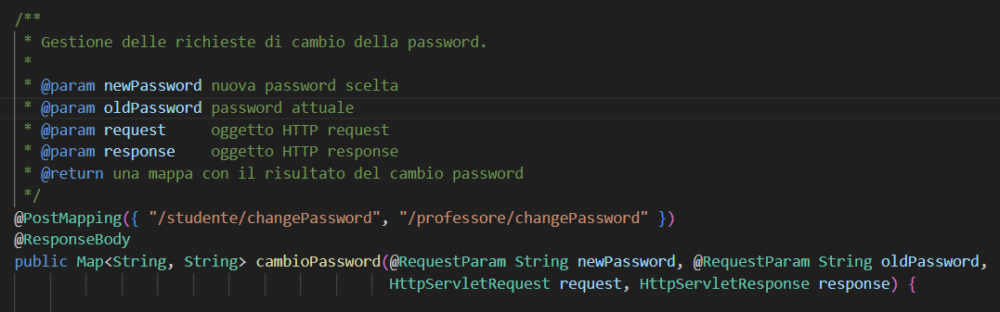 /**
 * Gestione delle richieste di cambio della password.
 *
 * @param newPassword nuova password scelta
 * @param oldPassword password attuale
 * @param request     oggetto HTTP request
 * @param response    oggetto HTTP response
 * @return una mappa con il risultato del cambio password
 */
@PostMapping({ "/studente/changePassword", "/professore/changePassword" })
@ResponseBody
public Map<String, String> cambioPassword(@RequestParam String newPassword, @RequestParam String oldPassword,
                                          HttpServletRequest request, HttpServletResponse response) {